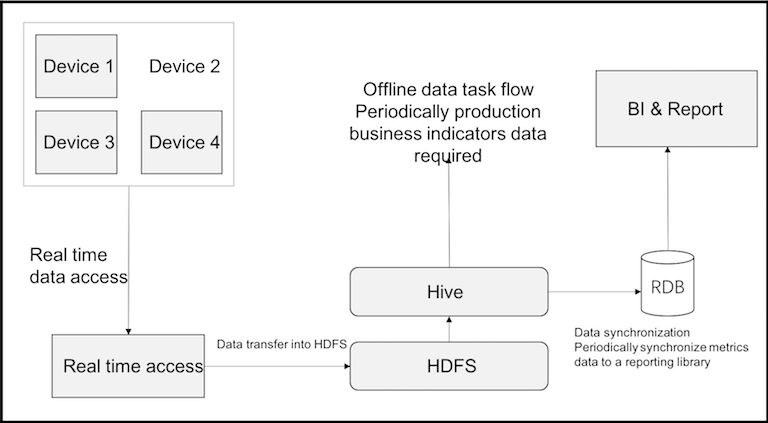 Device 1
Device 2
Device 3
Device 4
Real time
data access
Real time access
Data transfer into HDFS
HDFS
Hive
Offline data task flow
Periodically production
business indicators data
required
RDB
Data synchronization
Periodically synchronize metrics
data to a reporting library
BI & Report